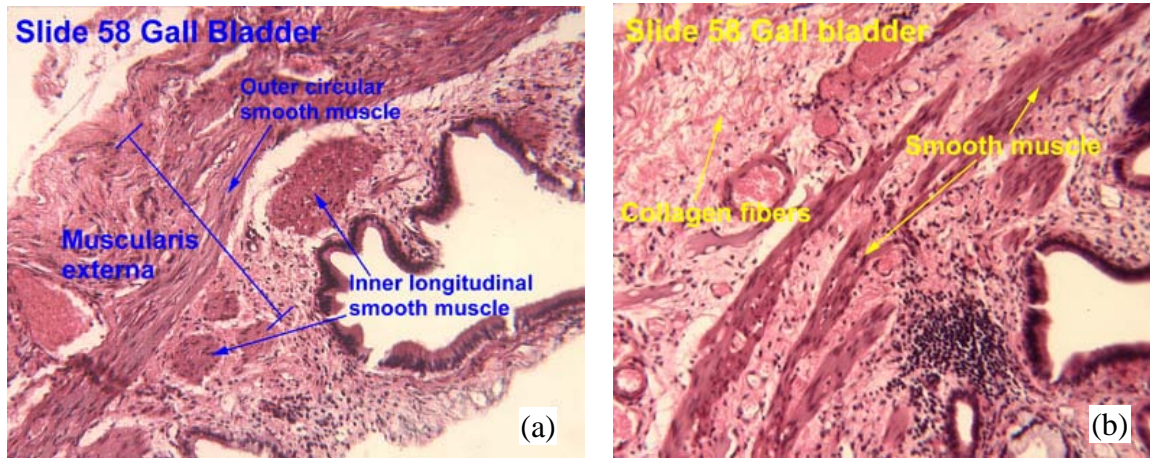 Slide 58 Gall Bladder
Outer circular
smooth muscle
Muscularis
externa
Inner longitudinal
smooth muscle
(a)
Slide 58 Gall bladder
Smooth muscle
Collagen fibers
(b)